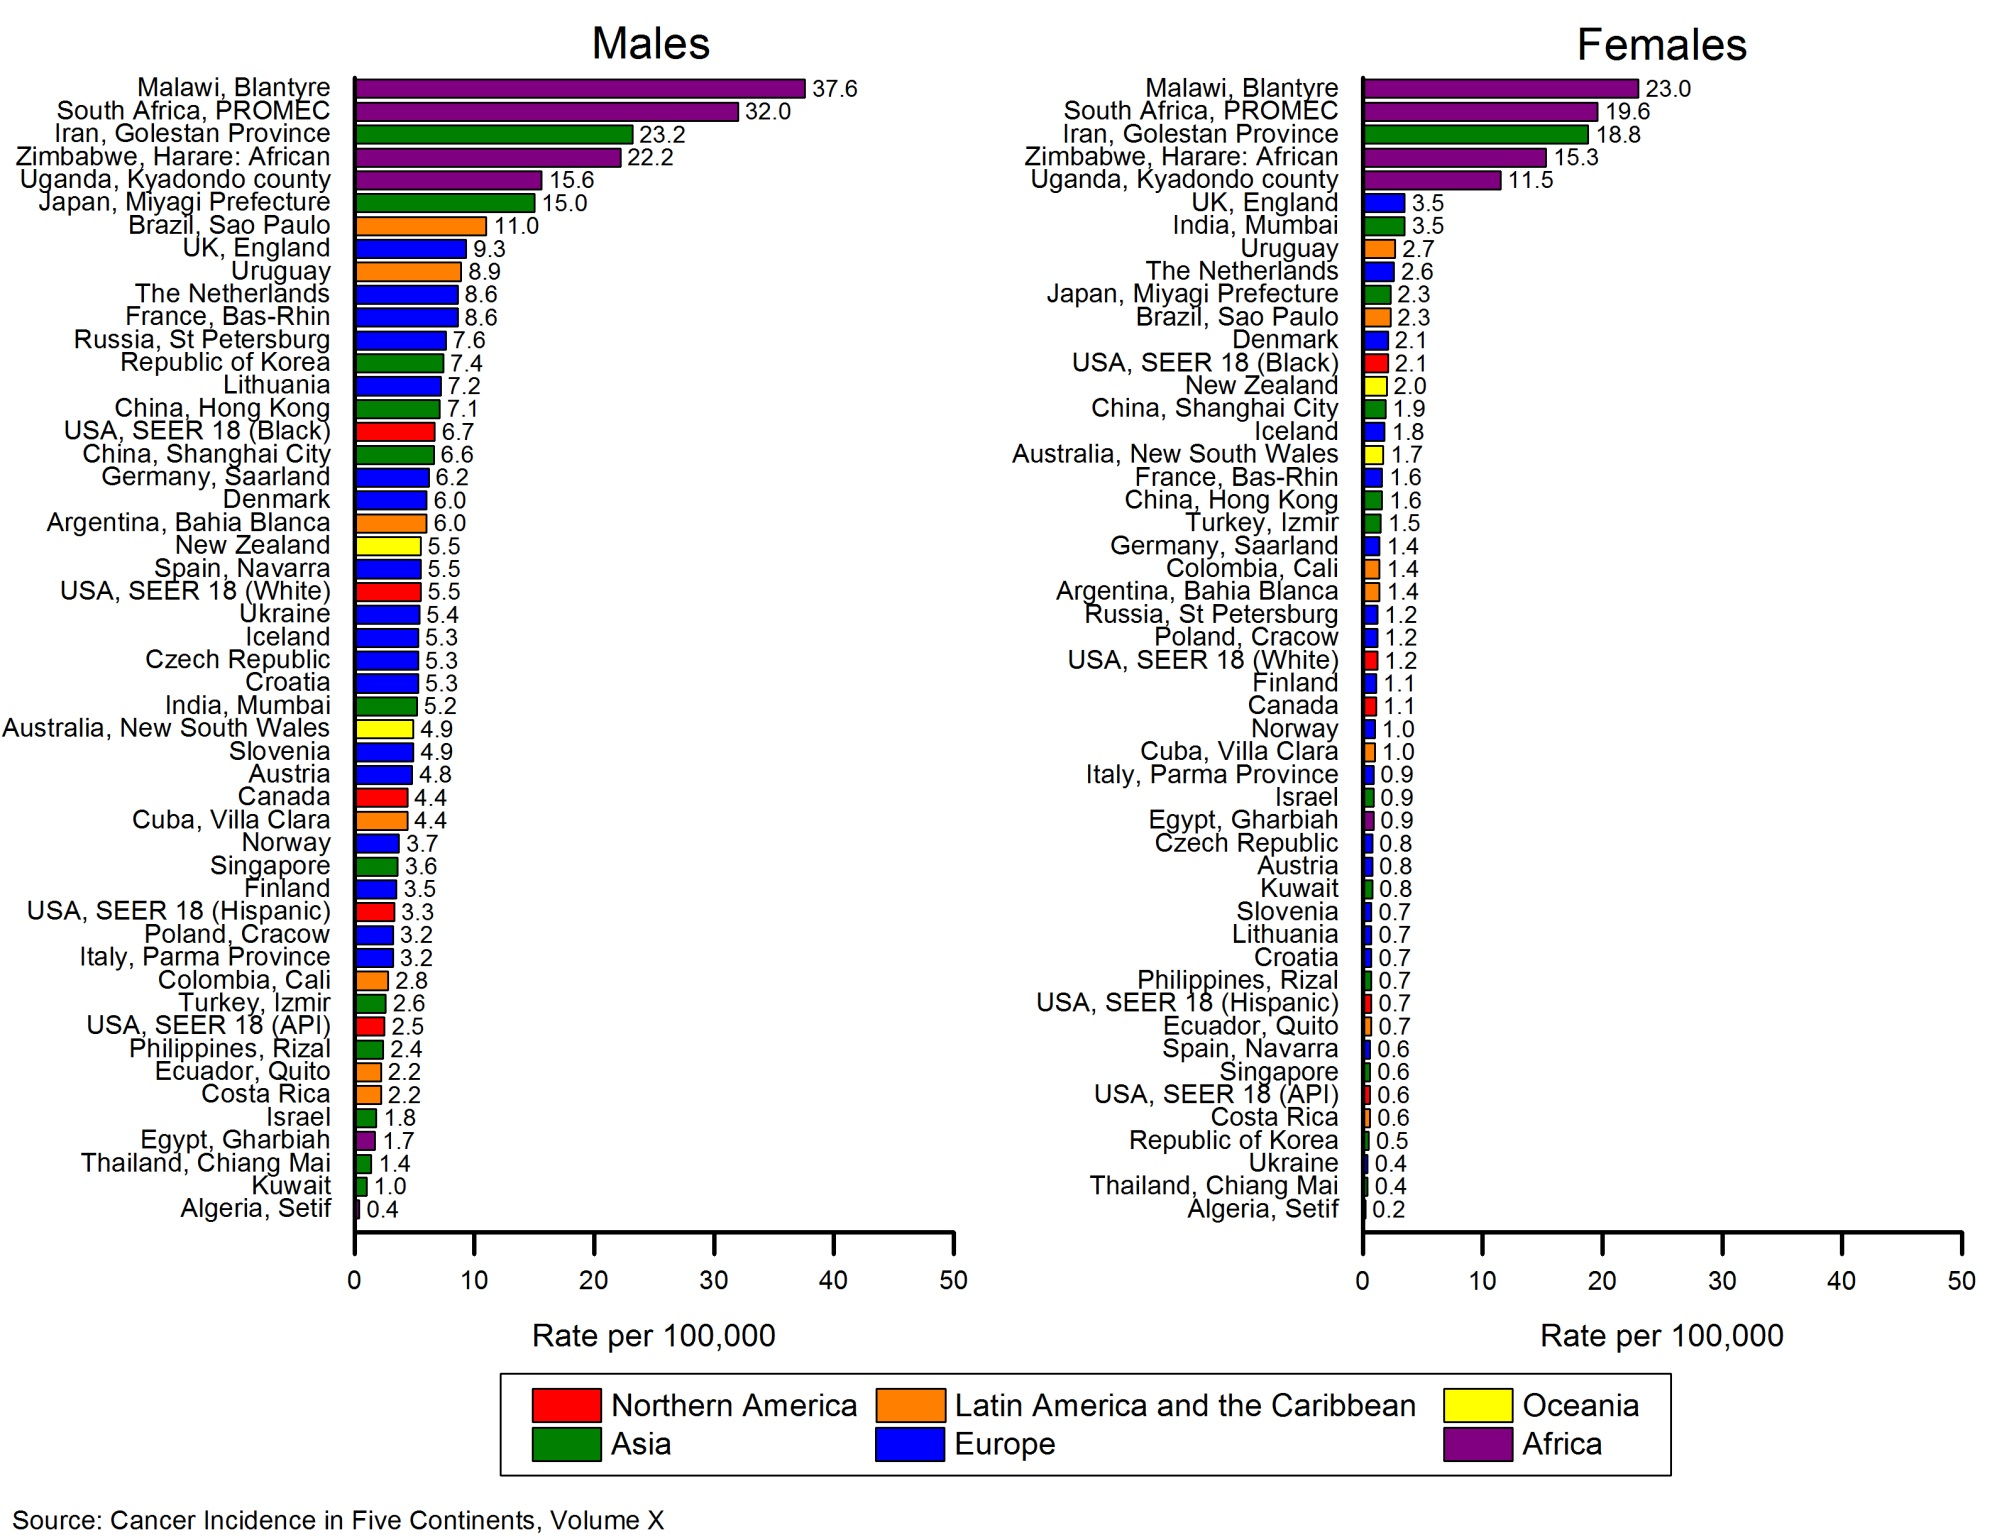 Males
Malawi, Blantyre 37.6
South Africa, PROMEC 32.0
Iran, Golestan Province 23.2
Zimbabwe, Harare: African 22.2
Uganda, Kyadondo county 15.6
Japan, Miyagi Prefecture 15.0
Brazil, Sao Paulo 11.0
UK, England 9.3
Uruguay 8.9
The Netherlands 8.6
France, Bas-Rhin 8.6
Russia, St Petersburg 7.6
Republic of Korea 7.4
Lithuania 7.2
China, Hong Kong 7.1
USA, SEER 18 (Black) 6.7
China, Shanghai City 6.6
Germany, Saarland 6.2
Denmark 6.0
Argentina, Bahia Blanca 6.0
New Zealand 5.5
Spain, Navarra 5.5
USA, SEER 18 (White) 5.5
Ukraine 5.4
Iceland 5.3
Czech Republic 5.3
Croatia 5.3
India, Mumbai 5.2
Australia, New South Wales 4.9
Slovenia 4.9
Austria 4.8
Canada 4.4
Cuba, Villa Clara 4.4
Norway 3.7
Singapore 3.6
Finland 3.5
USA, SEER 18 (Hispanic) 3.3
Poland, Cracow 3.2
Italy, Parma Province 3.2
Colombia, Cali 2.8
Turkey, Izmir 2.6
USA, SEER 18 (API) 2.5
Philippines, Rizal 2.4
Ecuador, Quito 2.2
Costa Rica 2.2
Israel 1.8
Egypt, Gharbiah 1.7
Thailand, Chiang Mai 1.4
Kuwait 1.0
Algeria, Setif 0.4
0 10 20 30 40 50
Rate per 100,000
Females
Malawi, Blantyre 23.0
South Africa, PROMEC 19.6
Iran, Golestan Province 18.8
Zimbabwe, Harare: African 15.3
Uganda, Kyadondo county 11.5
UK, England 3.5
India, Mumbai 3.5
Uruguay 2.7
The Netherlands 2.6
Japan, Miyagi Prefecture 2.3
Brazil, Sao Paulo 2.3
Denmark 2.1
USA, SEER 18 (Black) 2.1
New Zealand 2.0
China, Shanghai City 1.9
Iceland 1.8
Australia, New South Wales 1.7
France, Bas-Rhin 1.6
China, Hong Kong 1.6
Turkey, Izmir 1.5
Germany, Saarland 1.4
Colombia, Cali 1.4
Argentina, Bahia Blanca 1.4
Russia, St Petersburg 1.2
Poland, Cracow 1.2
USA, SEER 18 (White) 1.2
Finland 1.1
Canada 1.1
Norway 1.0
Cuba, Villa Clara 1.0
Italy, Parma Province 0.9
Israel 0.9
Egypt, Gharbiah 0.9
Czech Republic 0.8
Austria 0.8
Kuwait 0.8
Slovenia 0.7
Lithuania 0.7
Croatia 0.7
Philippines, Rizal 0.7
USA, SEER 18 (Hispanic) 0.7
Ecuador, Quito 0.7
Spain, Navarra 0.6
Singapore 0.6
USA, SEER 18 (API) 0.6
Costa Rica 0.6
Republic of Korea 0.5
Ukraine 0.4
Thailand, Chiang Mai 0.4
Algeria, Setif 0.2
0 10 20 30 40 50
Rate per 100,000
Northern America Latin America and the Caribbean Oceania
Asia Europe Africa
Source: Cancer Incidence in Five Continents, Volume X